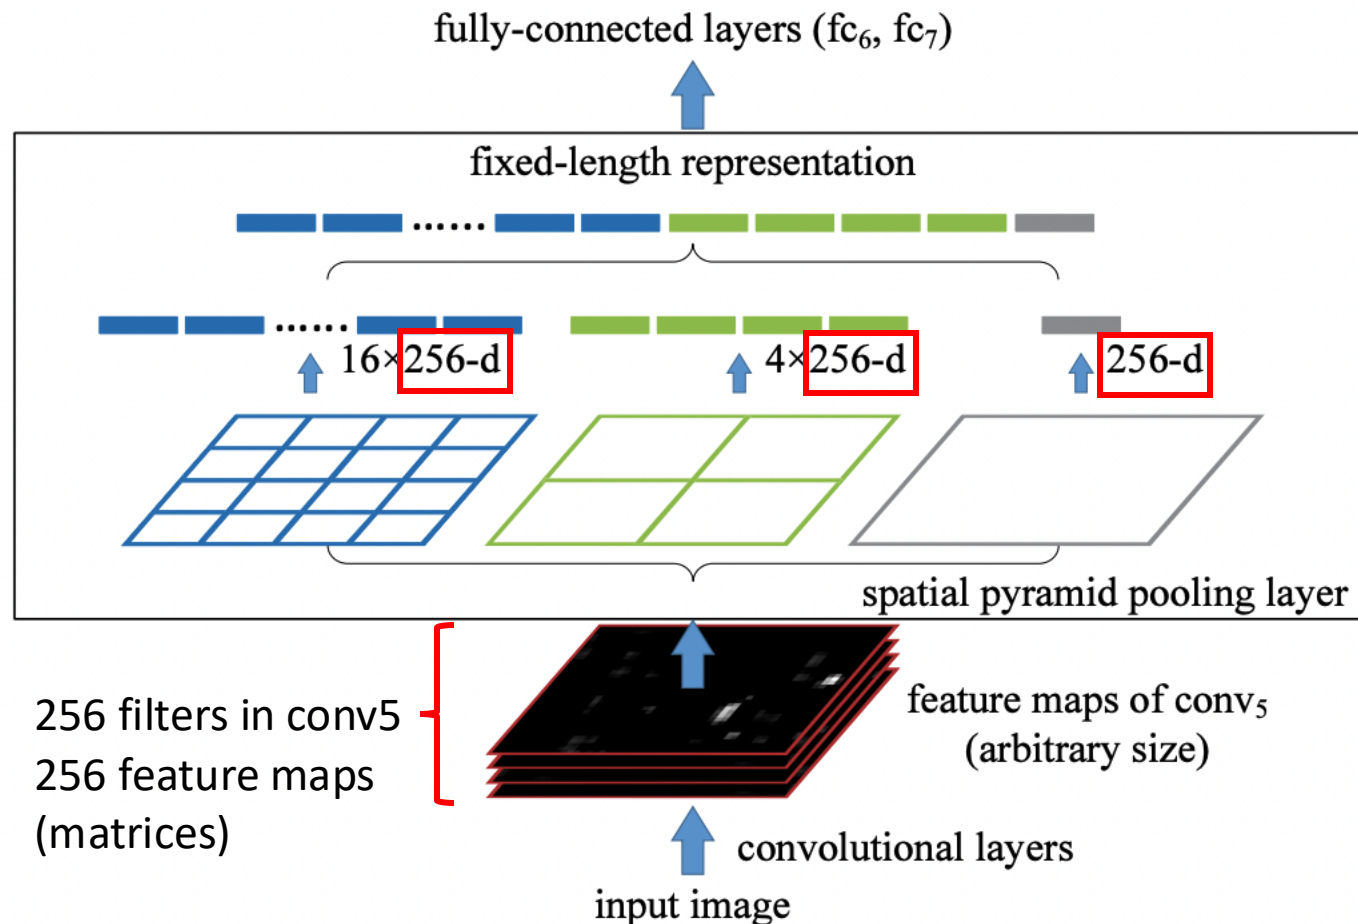 fully-connected layers (fc₆, fc₇)
fixed-length representation
......
......
16×256-d
4×256-d
256-d
spatial pyramid pooling layer
256 filters in conv5
256 feature maps
(matrices)
feature maps of conv₅
(arbitrary size)
convolutional layers
input image